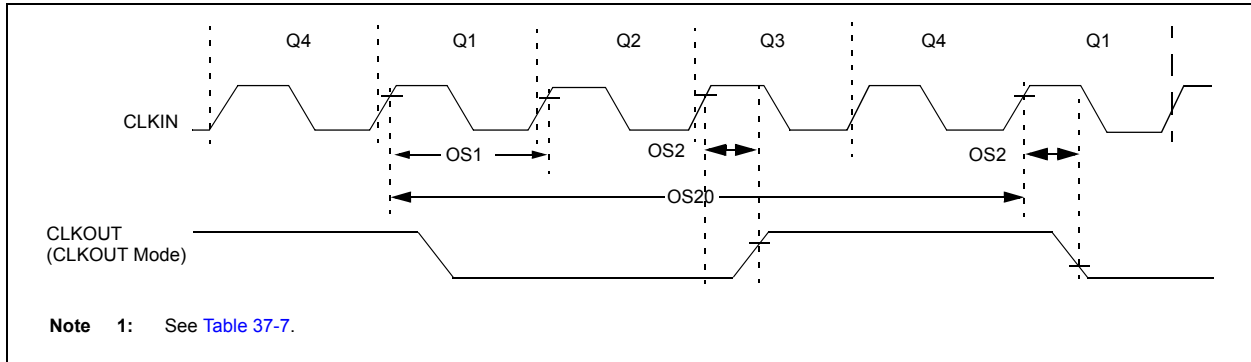 Q4 Q1 Q2 Q3 Q4 Q1
CLKIN
OS1 OS2 OS2
OS20
CLKOUT
(CLKOUT Mode)
Note 1: See Table 37-7.